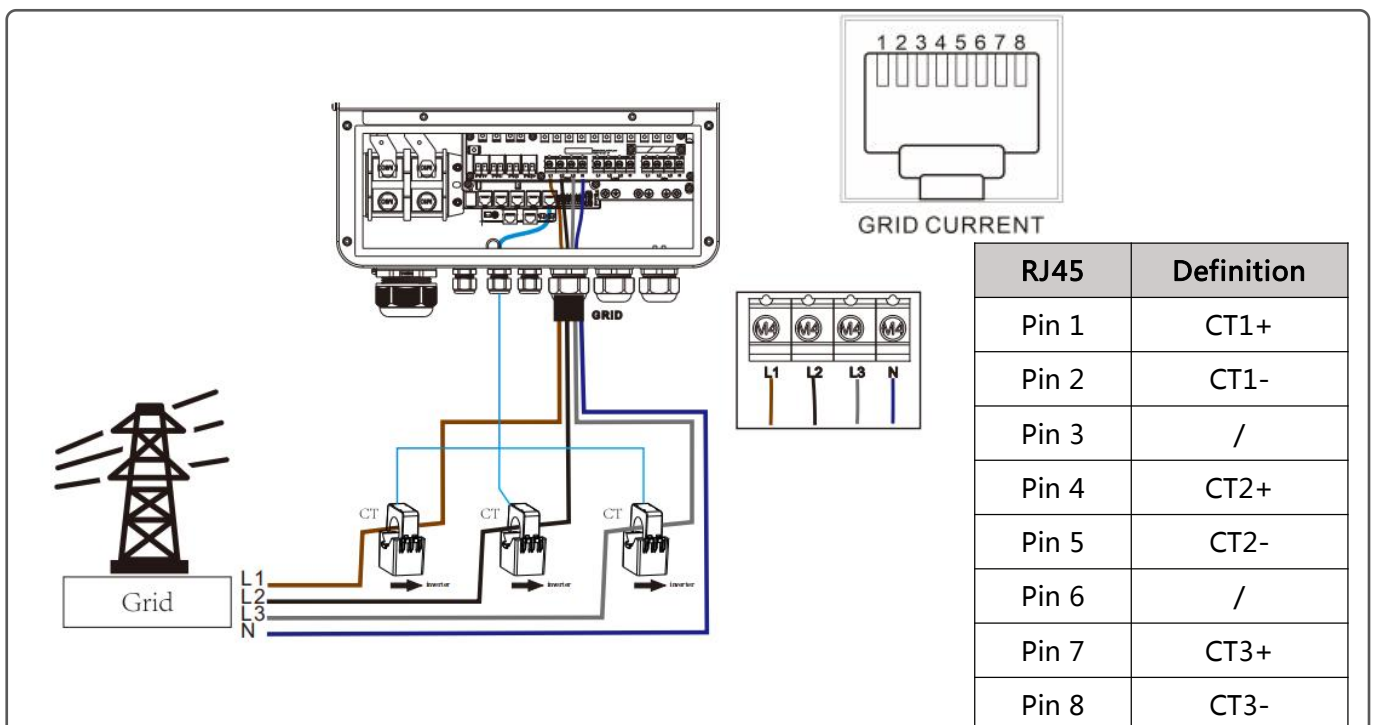 1 2 3 4 5 6 7 8
GRID CURRENT
RJ45 Definition
Pin 1 CT1+
Pin 2 CT1-
Pin 3 /
Pin 4 CT2+
Pin 5 CT2-
Pin 6 /
Pin 7 CT3+
Pin 8 CT3-
GRID
M4 M4 M4 M4
L1 L2 L3 N
CT CT CT
inverter inverter inverter
Grid
L1
L2
L3
N